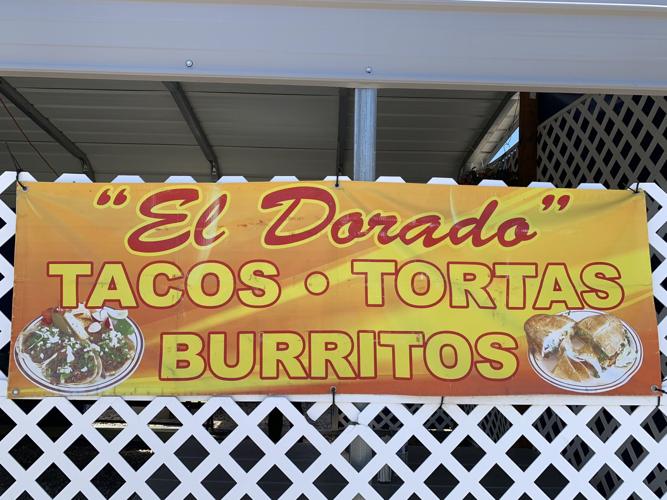 "El Dorado"
TACOS • TORTAS
BURRITOS